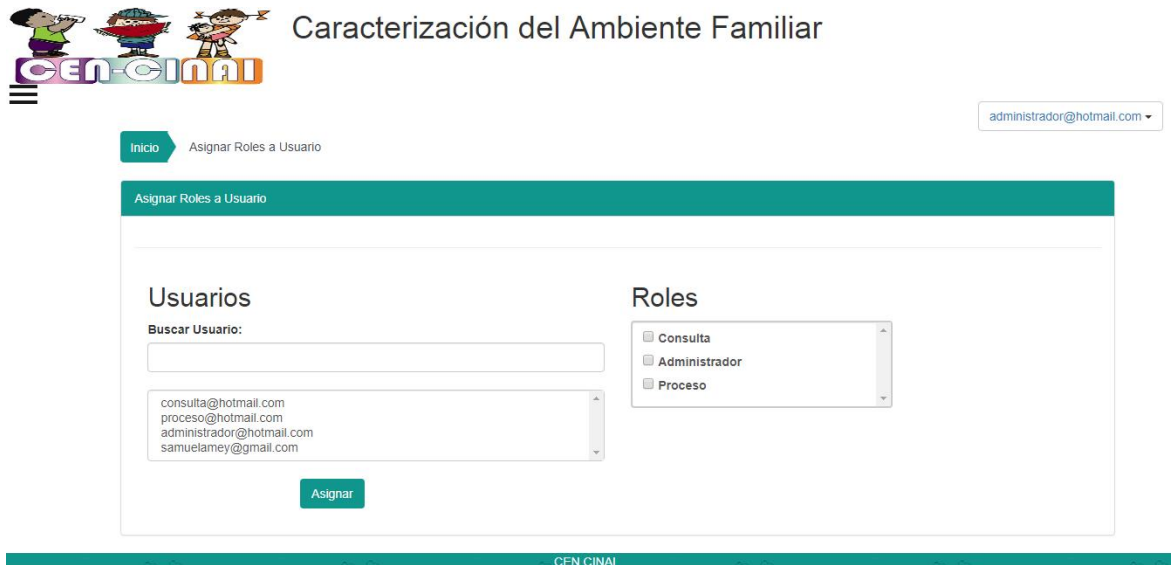 Caracterización del Ambiente Familiar
CEN-CINAI
administrador@hotmail.com
Inicio
Asignar Roles a Usuario
Asignar Roles a Usuario
Usuarios
Buscar Usuario:
consulta@hotmail.com
proceso@hotmail.com
administrador@hotmail.com
samuelamey@gmail.com
Asignar
Roles
Consulta
Administrador
Proceso
CEN CINAI